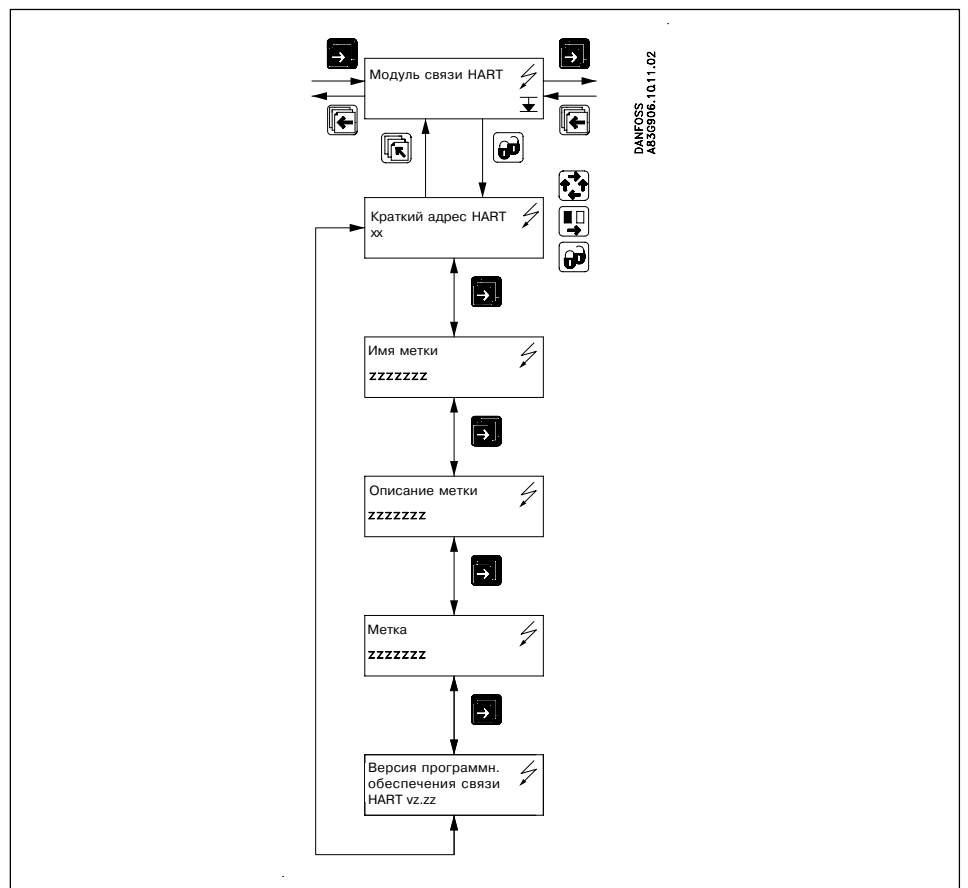 Модуль связи HART
DANFOSS
A83G906.10.11.02
Краткий адрес HART
xx
Имя метки
zzzzzzz
Описание метки
zzzzzzz
Метка
zzzzzzz
Версия программн.
обеспечения связи
HART vz.zz